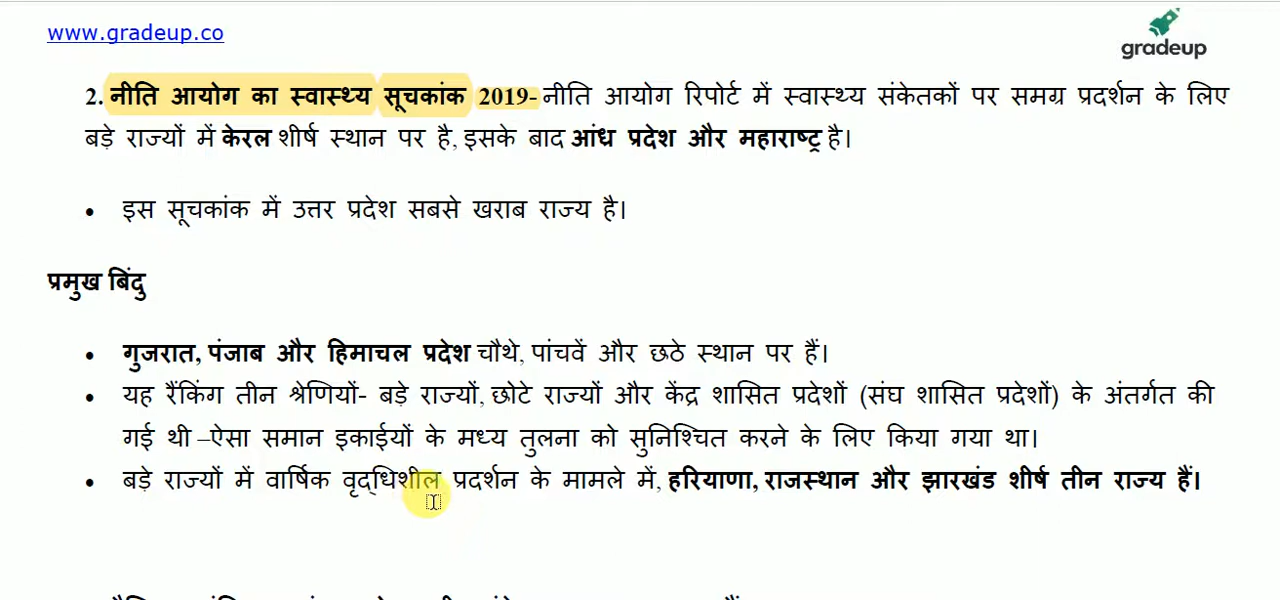 www.gradeup.co
gradeup
2. नीति आयोग का स्वास्थ्य सूचकांक 2019- नीति आयोग रिपोर्ट में स्वास्थ्य संकेतकों पर समग्र प्रदर्शन के लिए
बड़े राज्यों में केरल शीर्ष स्थान पर है, इसके बाद आंध्र प्रदेश और महाराष्ट्र है।
• इस सूचकांक में उत्तर प्रदेश सबसे खराब राज्य है।
प्रमुख बिंदु
• गुजरात, पंजाब और हिमाचल प्रदेश चौथे, पांचवें और छठे स्थान पर हैं।
• यह रैंकिंग तीन श्रेणियों- बड़े राज्यों, छोटे राज्यों और केंद्र शासित प्रदेशों (संघ शासित प्रदेशों) के अंतर्गत की
गई थी –ऐसा समान इकाईयों के मध्य तुलना को सुनिश्चित करने के लिए किया गया था।
• बड़े राज्यों में वार्षिक वृद्धिशील प्रदर्शन के मामले में, हरियाणा, राजस्थान और झारखंड शीर्ष तीन राज्य हैं।